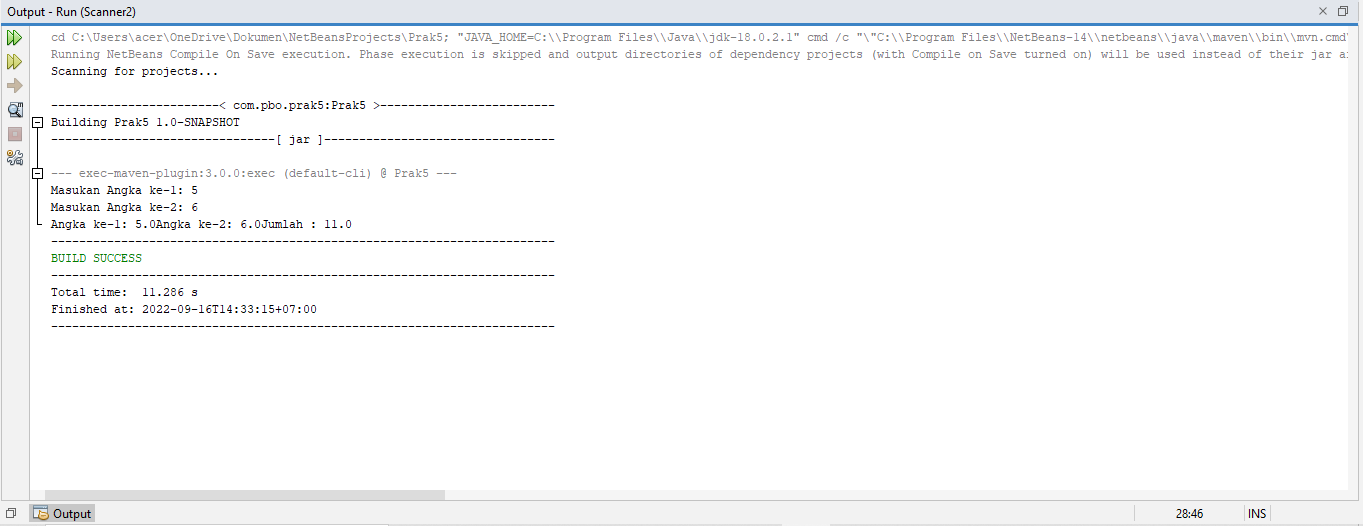 Output - Run (Scanner2)
cd C:\Users\acer\OneDrive\Dokumen\NetBeansProjects\Prak5; "JAVA_HOME=C:\\Program Files\\Java\\jdk-18.0.2.1" cmd /c "\"C:\\Program Files\\NetBeans-14\\netbeans\\java\\maven\\bin\\mvn.cmd\
Running NetBeans Compile On Save execution. Phase execution is skipped and output directories of dependency projects (with Compile on Save turned on) will be used instead of their jar a
Scanning for projects...
------------------------< com.pbo.prak5:Prak5 >-------------------------
Building Prak5 1.0-SNAPSHOT
--------------------------------[ jar ]---------------------------------
--- exec-maven-plugin:3.0.0:exec (default-cli) @ Prak5 ---
Masukan Angka ke-1: 5
Masukan Angka ke-2: 6
Angka ke-1: 5.0Angka ke-2: 6.0Jumlah : 11.0
------------------------------------------------------------------------
BUILD SUCCESS
------------------------------------------------------------------------
Total time:  11.286 s
Finished at: 2022-09-16T14:33:15+07:00
------------------------------------------------------------------------
Output
28:46
INS